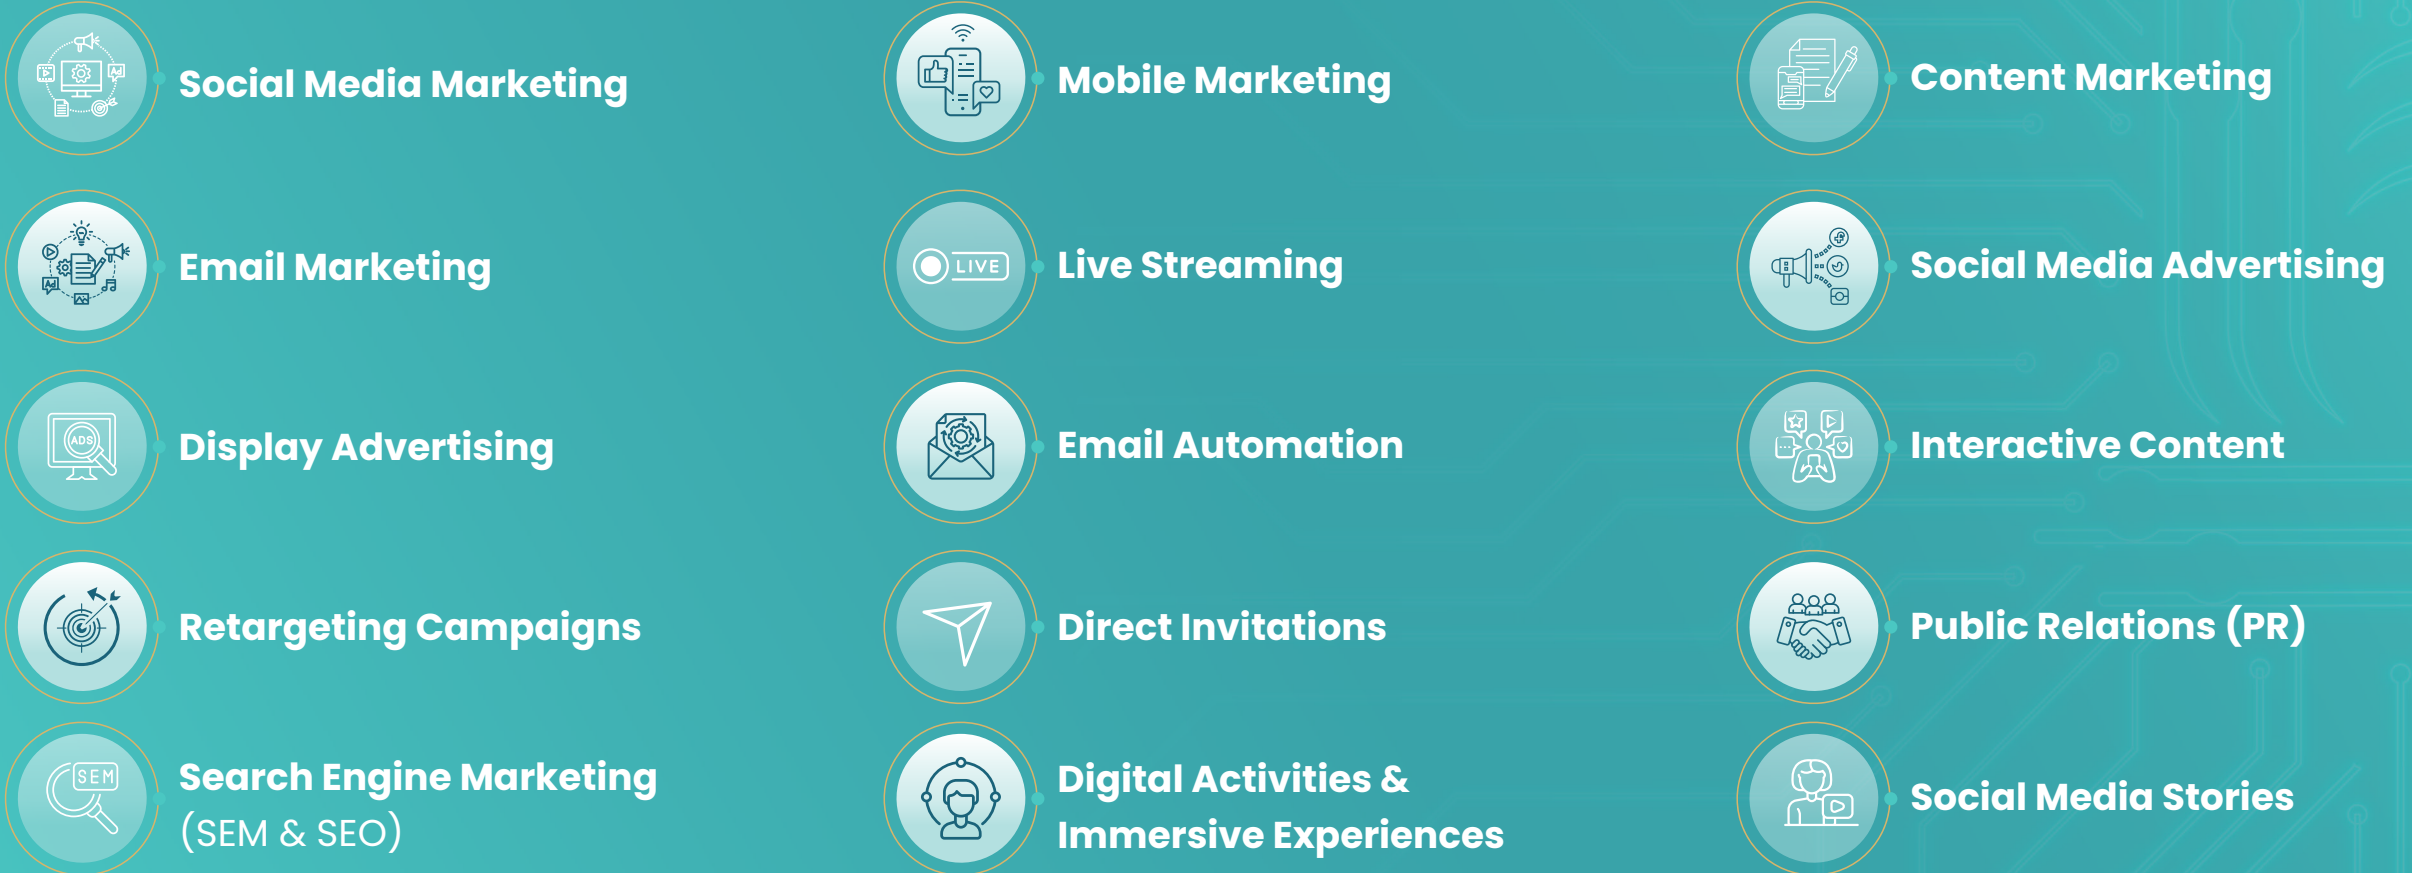 Social Media Marketing
Mobile Marketing
Content Marketing
Ad
Email Marketing
Ad
LIVE
Live Streaming
Social Media Advertising
ADS
Display Advertising
Email Automation
Interactive Content
Retargeting Campaigns
Direct Invitations
Public Relations (PR)
SEM
Search Engine Marketing
(SEM & SEO)
Digital Activities &
Immersive Experiences
Social Media Stories